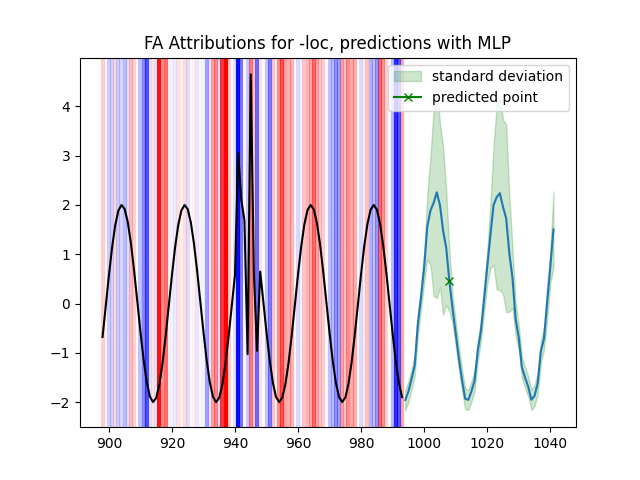 FA Attributions for -loc, predictions with MLP
standard deviation
predicted point
4
3
2
1
0
−1
−2
900 920 940 960 980 1000 1020 1040